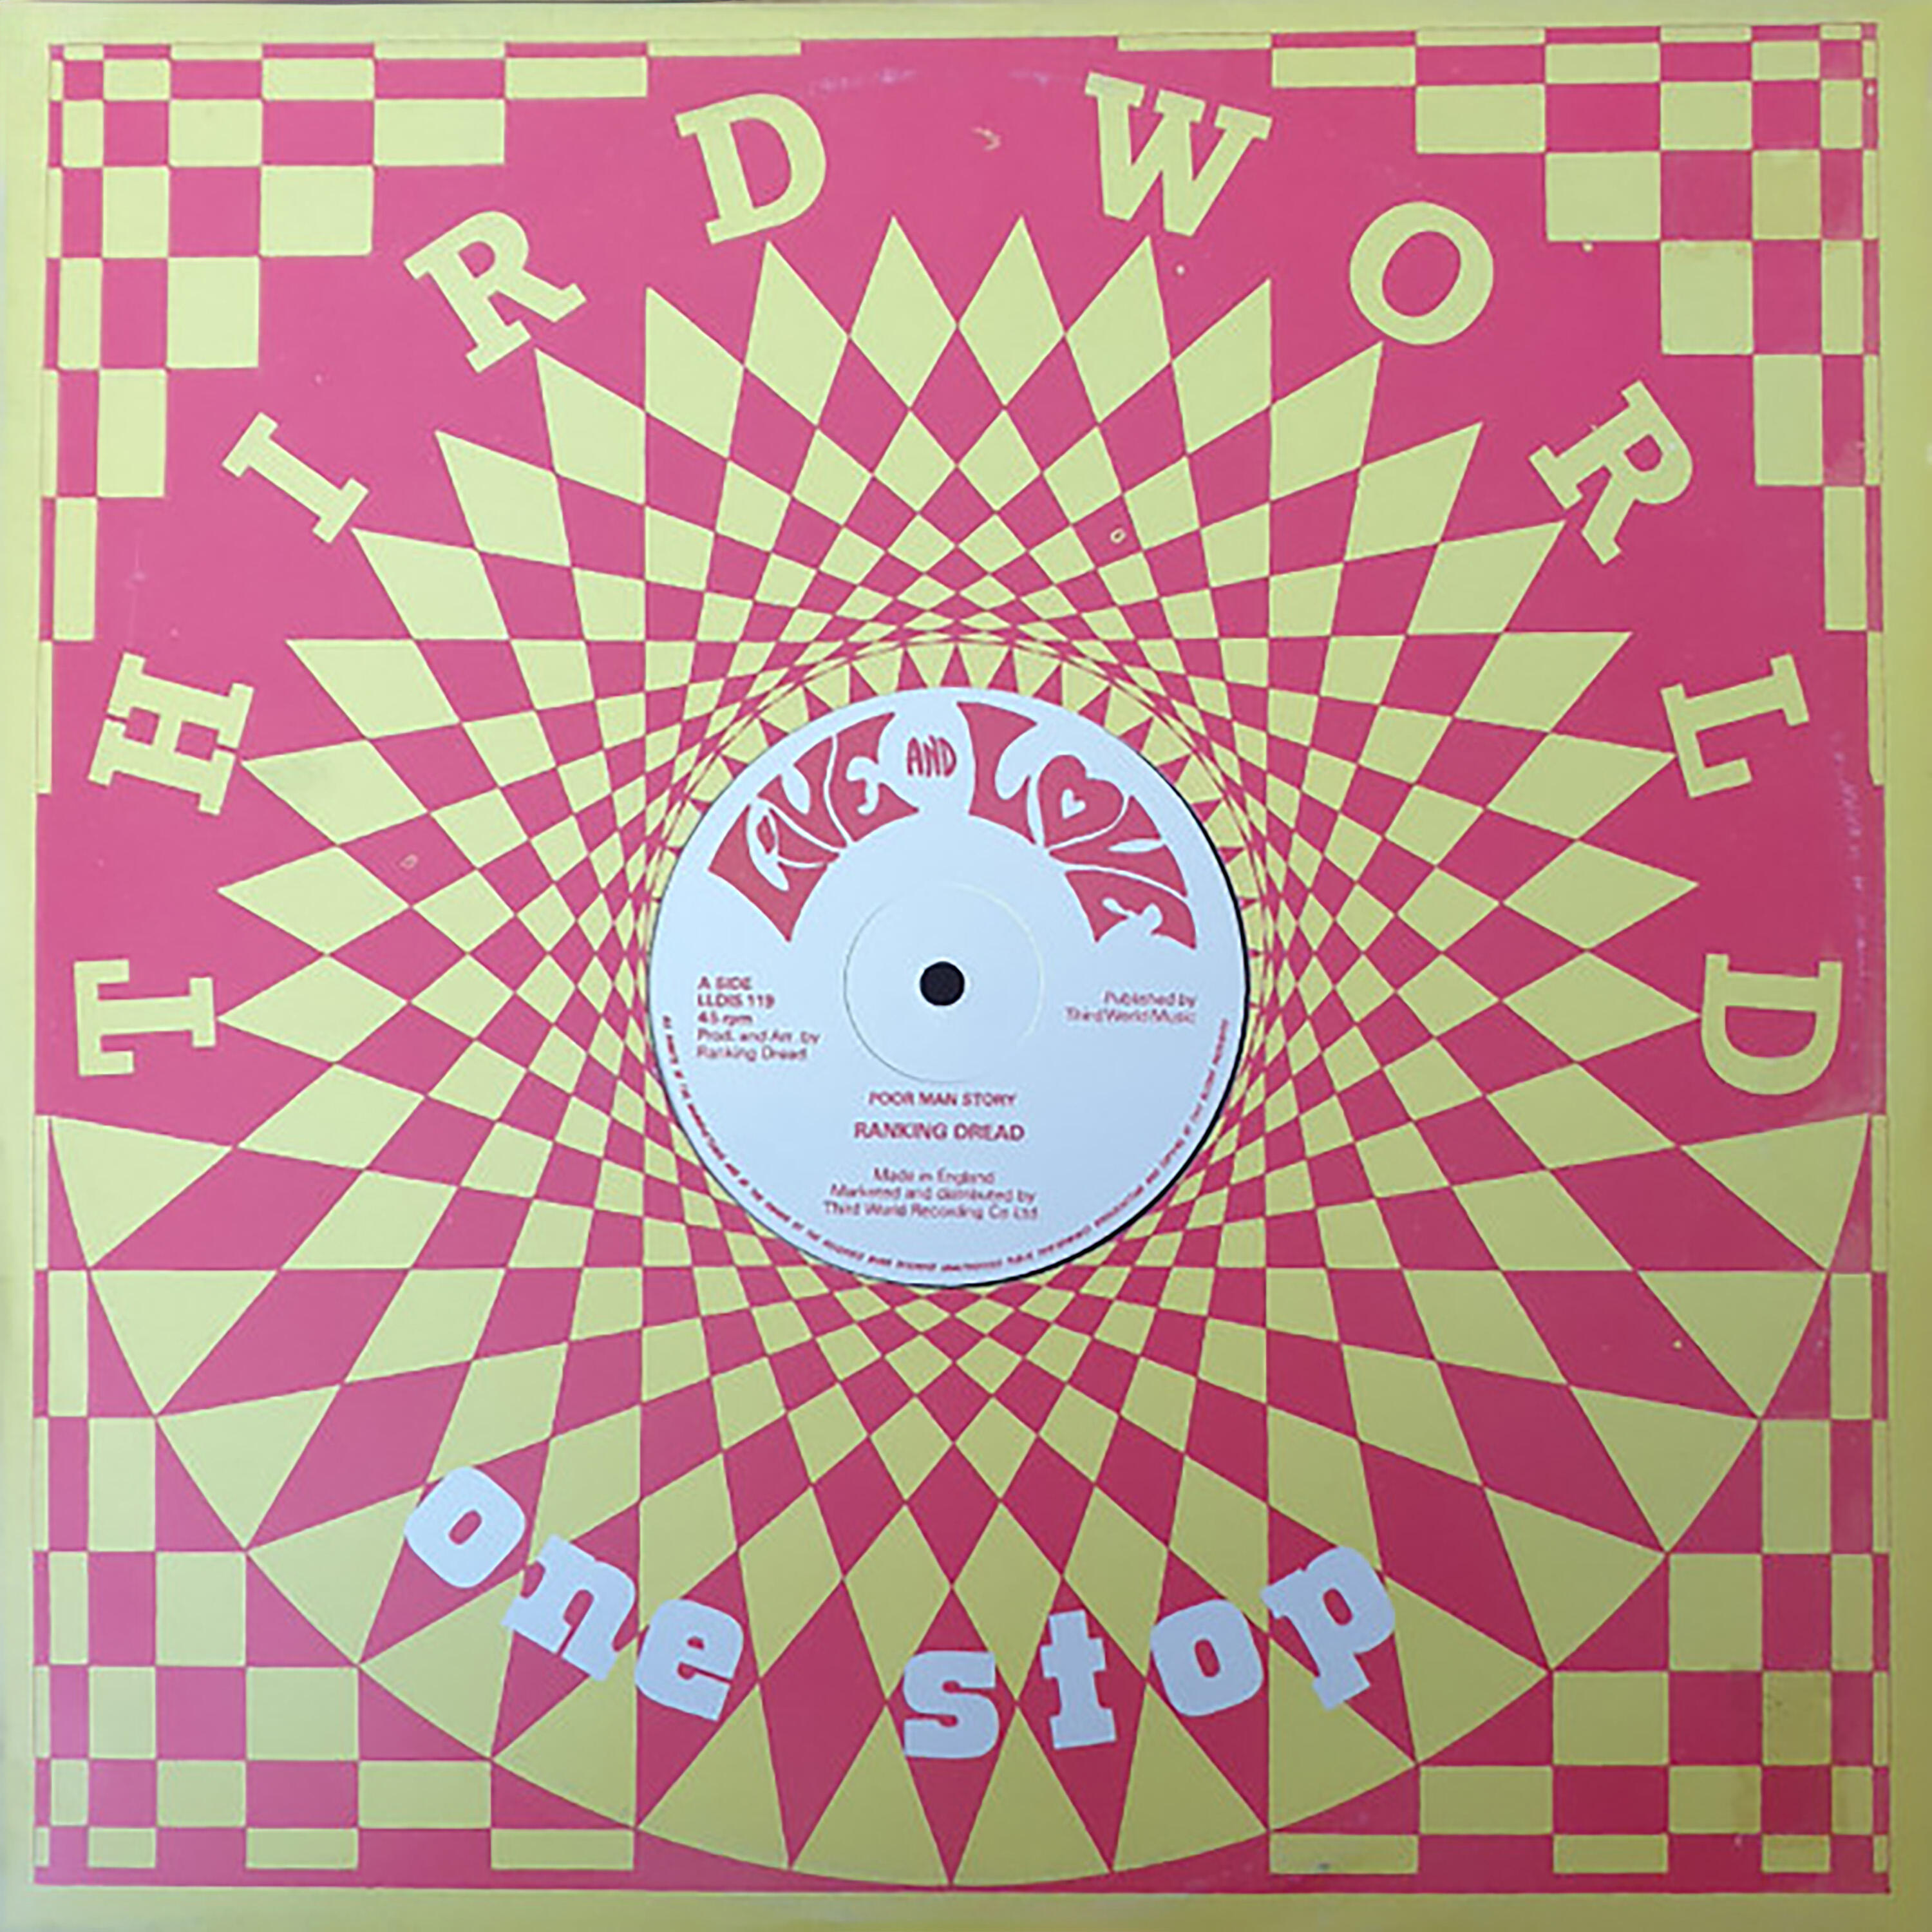 THIRD WORLD
LIVE AND LOVE
A SIDE
LLDIS 119
45 rpm
Prod. and Arr. by
Ranking Dread
Published by
Third World Music
POOR MAN STORY
RANKING DREAD
Made in England
Marketed and distributed by
Third World Recording Co Ltd
one stop